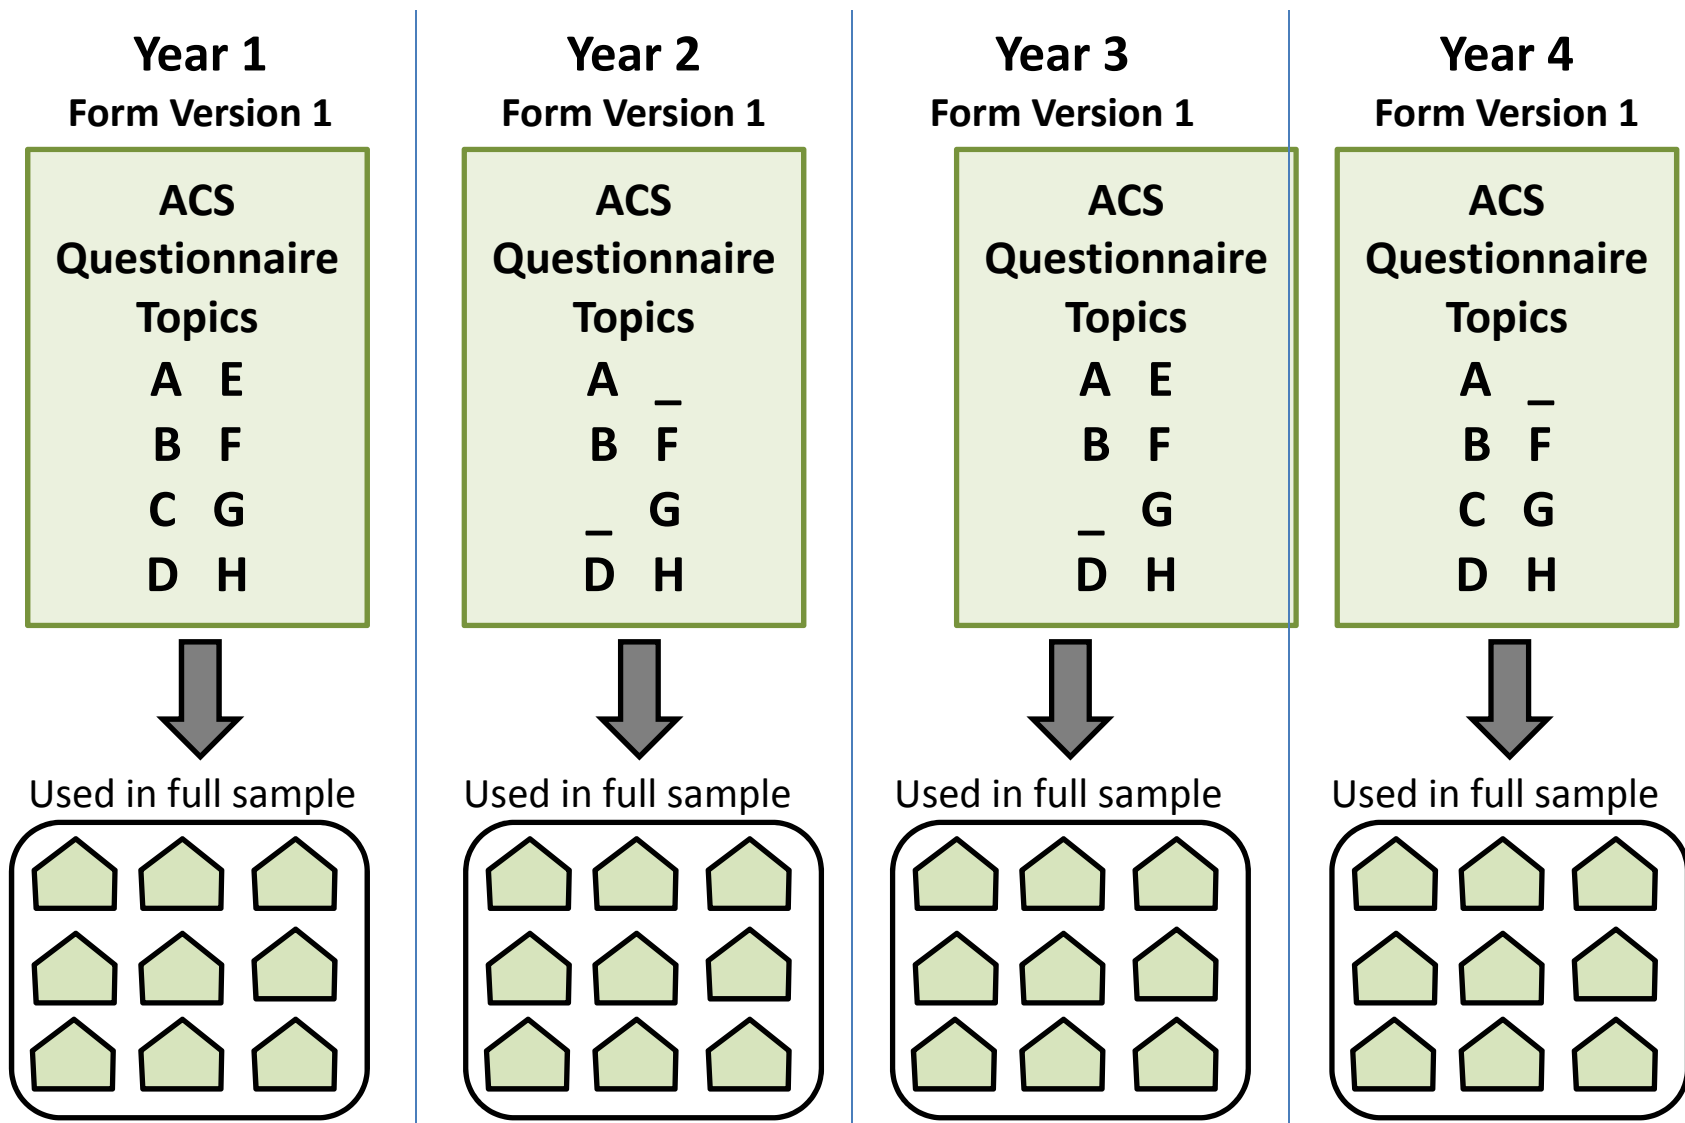 Year 1
Form Version 1
ACS
Questionnaire
Topics
A E
B F
C G
D H
Used in full sample
Year 2
Form Version 1
ACS
Questionnaire
Topics
A _
B F
_ G
D H
Used in full sample
Year 3
Form Version 1
ACS
Questionnaire
Topics
A E
B F
_ G
D H
Used in full sample
Year 4
Form Version 1
ACS
Questionnaire
Topics
A _
B F
C G
D H
Used in full sample